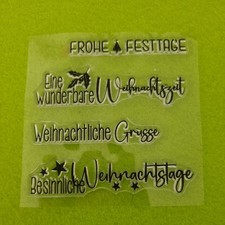 FROHE FESTTAGE
Eine
wunderbare Weihnachtszeit
Weihnachtliche Grüsse
Besinnliche Weihnachtstage